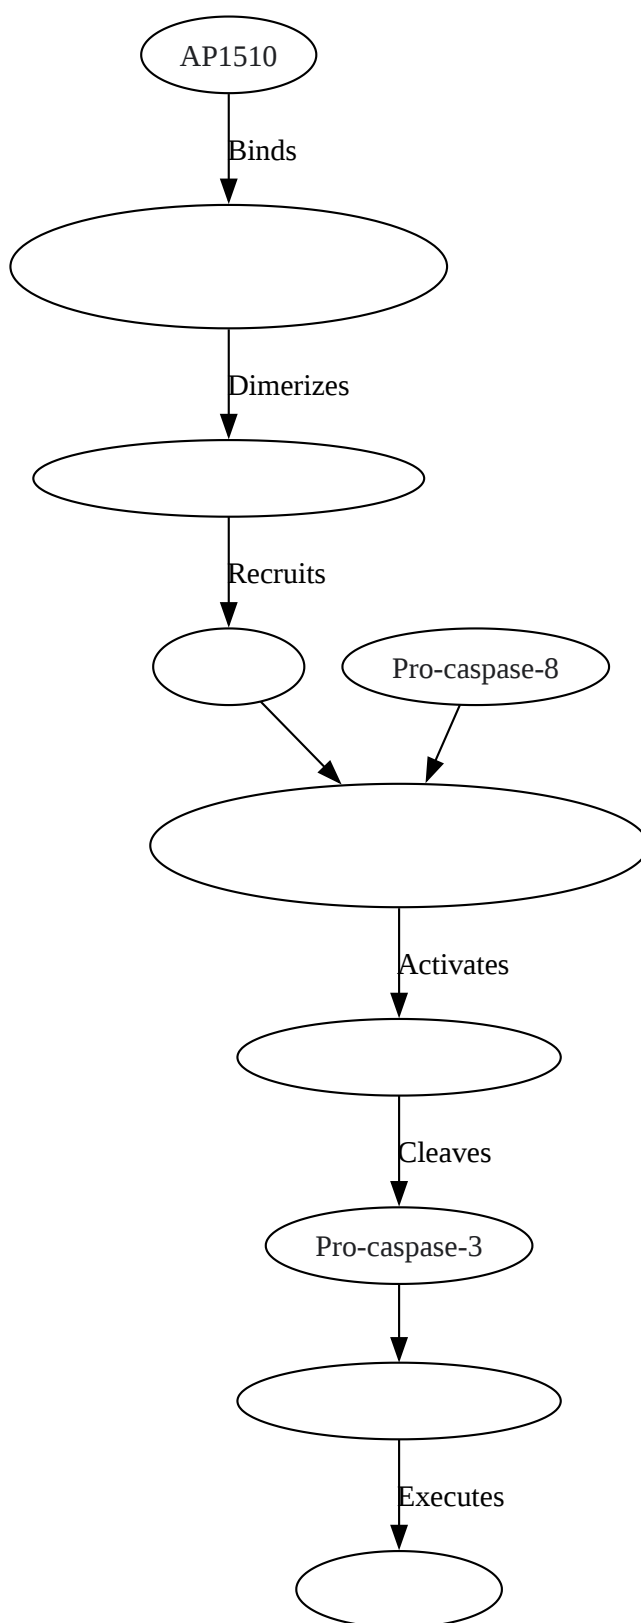 AP1510
Binds
Dimerizes
Recruits
Pro-caspase-8
Activates
Cleaves
Pro-caspase-3
Executes